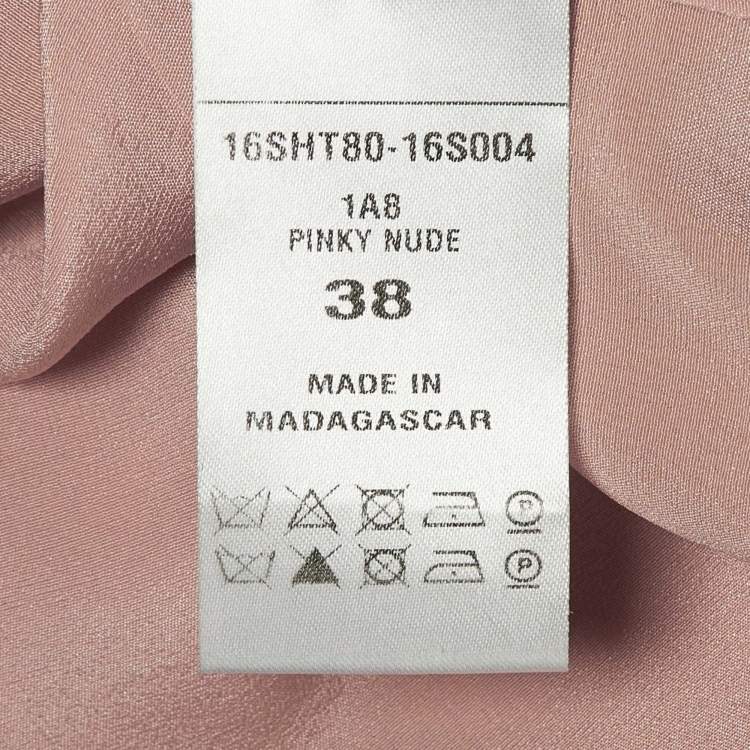 16SHT80-16S004
1A8
PINKY NUDE
38
MADE IN
MADAGASCAR
P
P